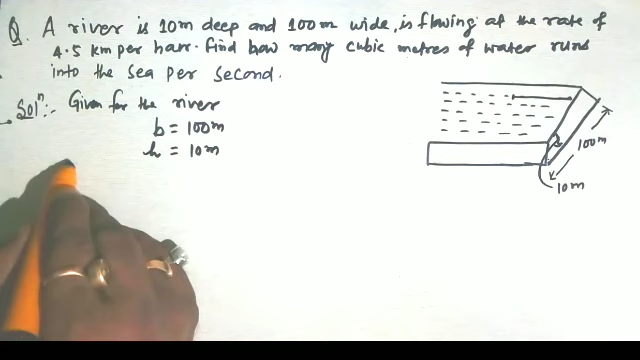 Q. A river is 10m deep and 100m wide, is flowing at the rate of
4.5 km per hour. find how many cubic metres of water runs
into the sea per second.
Solⁿ:- Given for the river
b = 100m
h = 10m
100m
10m